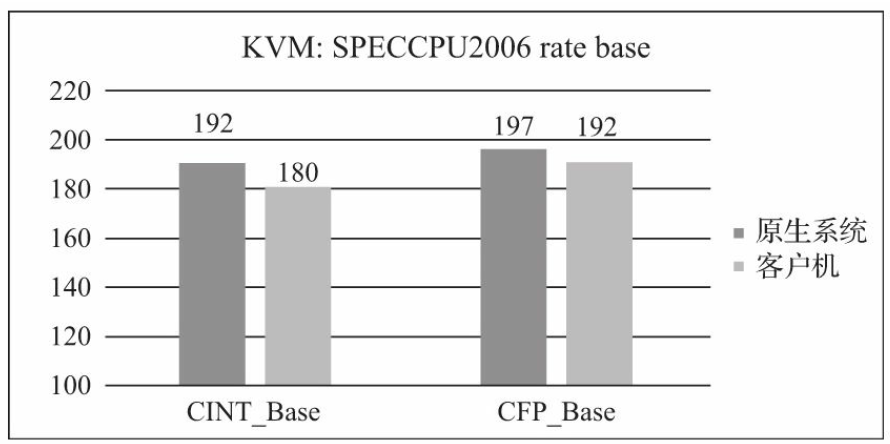 KVM: SPECCPU2006 rate base
220
200
180
160
140
120
100
192
180
197
192
CINT_Base
CFP_Base
原生系统
客户机